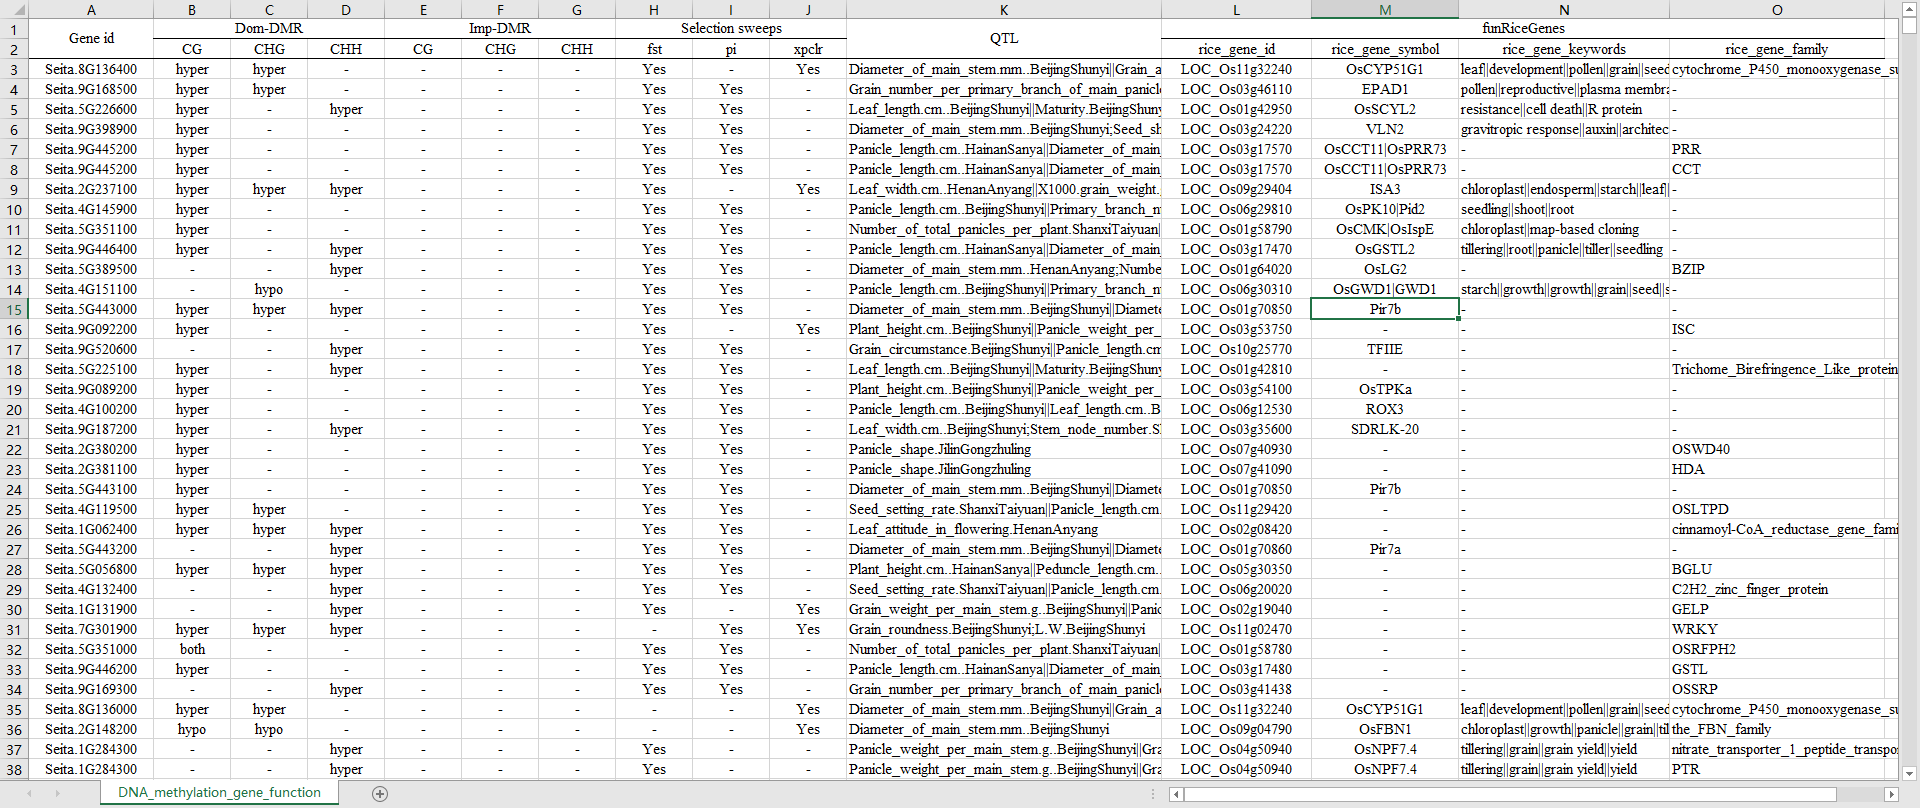 A B C D E F G H I J K L M N O
1 Gene id Dom-DMR Imp-DMR Selection sweeps QTL funRiceGenes
2 CG CHG CHH CG CHG CHH fst pi xpclr rice_gene_id rice_gene_symbol rice_gene_keywords rice_gene_family
3 Seita.8G136400 hyper hyper - - - - Yes - Yes Diameter_of_main_stem.mm..BeijingShunyi||Grain_a LOC_Os11g32240 OsCYP51G1 leaf||development||pollen||grain||seed cytochrome_P450_monooxygenase_su
4 Seita.9G168500 hyper hyper - - - - Yes Yes - Grain_number_per_primary_branch_of_main_panicl LOC_Os03g46110 EPAD1 pollen||reproductive||plasma membra -
5 Seita.5G226600 hyper - hyper - - - Yes Yes - Leaf_length.cm..BeijingShunyi||Maturity.BeijingShuny LOC_Os01g42950 OsSCYL2 resistance||cell death||R protein -
6 Seita.9G398900 hyper - - - - - Yes Yes - Diameter_of_main_stem.mm..BeijingShunyi;Seed_sh LOC_Os03g24220 VLN2 gravitropic response||auxin||architec -
7 Seita.9G445200 hyper - - - - - Yes Yes - Panicle_length.cm..HainanSanya||Diameter_of_main_ LOC_Os03g17570 OsCCT11|OsPRR73 - PRR
8 Seita.9G445200 hyper - - - - - Yes Yes - Panicle_length.cm..HainanSanya||Diameter_of_main_ LOC_Os03g17570 OsCCT11|OsPRR73 - CCT
9 Seita.2G237100 hyper hyper hyper - - - Yes - Yes Leaf_width.cm..HenanAnyang||X1000.grain_weight. LOC_Os09g29404 ISA3 chloroplast||endosperm||starch||leaf|| -
10 Seita.4G145900 hyper - - - - - Yes Yes - Panicle_length.cm..BeijingShunyi||Primary_branch_n LOC_Os06g29810 OsPK10|Pid2 seedling||shoot||root -
11 Seita.5G351100 hyper - - - - - Yes Yes - Number_of_total_panicles_per_plant.ShanxiTaiyuan| LOC_Os01g58790 OsCMK|OsIspE chloroplast||map-based cloning -
12 Seita.9G446400 hyper - hyper - - - Yes Yes - Panicle_length.cm..HainanSanya||Diameter_of_main_ LOC_Os03g17470 OsGSTL2 tillering||root||panicle||tiller||seedling -
13 Seita.5G389500 - - hyper - - - Yes Yes - Diameter_of_main_stem.mm..HenanAnyang;Numbe LOC_Os01g64020 OsLG2 - BZIP
14 Seita.4G151100 - hypo - - - - Yes Yes - Panicle_length.cm..BeijingShunyi||Primary_branch_n LOC_Os06g30310 OsGWD1|GWD1 starch||growth||growth||grain||seed||s -
15 Seita.5G443000 hyper hyper hyper - - - Yes Yes - Diameter_of_main_stem.mm..BeijingShunyi||Diamete LOC_Os01g70850 Pir7b - -
16 Seita.9G092200 hyper - - - - - Yes - Yes Plant_height.cm..BeijingShunyi||Panicle_weight_per_ LOC_Os03g53750 - - ISC
17 Seita.9G520600 - - hyper - - - Yes Yes - Grain_circumstance.BeijingShunyi||Panicle_length.cm LOC_Os10g25770 TFIIE - -
18 Seita.5G225100 hyper - hyper - - - Yes Yes - Leaf_length.cm..BeijingShunyi||Maturity.BeijingShuny LOC_Os01g42810 - - Trichome_Birefringence_Like_protein
19 Seita.9G089200 hyper - - - - - Yes Yes - Plant_height.cm..BeijingShunyi||Panicle_weight_per_ LOC_Os03g54100 OsTPKa - -
20 Seita.4G100200 hyper - - - - - Yes Yes - Panicle_length.cm..BeijingShunyi||Leaf_length.cm..B LOC_Os06g12530 ROX3 - -
21 Seita.9G187200 hyper - hyper - - - Yes Yes - Leaf_width.cm..BeijingShunyi;Stem_node_number.S LOC_Os03g35600 SDRLK-20 - -
22 Seita.2G380200 hyper - - - - - Yes Yes - Panicle_shape.JilinGongzhuling LOC_Os07g40930 - - OSWD40
23 Seita.2G381100 hyper - - - - - Yes Yes - Panicle_shape.JilinGongzhuling LOC_Os07g41090 - - HDA
24 Seita.5G443100 hyper - - - - - Yes Yes - Diameter_of_main_stem.mm..BeijingShunyi||Diamete LOC_Os01g70850 Pir7b - -
25 Seita.4G119500 hyper hyper - - - - Yes Yes - Seed_setting_rate.ShanxiTaiyuan||Panicle_length.cm. LOC_Os11g29420 - - OSLTPD
26 Seita.1G062400 hyper hyper hyper - - - Yes Yes - Leaf_attitude_in_flowering.HenanAnyang LOC_Os02g08420 - - cinnamoyl-CoA_reductase_gene_fami
27 Seita.5G443200 - - hyper - - - Yes Yes - Diameter_of_main_stem.mm..BeijingShunyi||Diamete LOC_Os01g70860 Pir7a - -
28 Seita.5G056800 hyper hyper hyper - - - Yes Yes - Plant_height.cm..HainanSanya||Peduncle_length.cm.. LOC_Os05g30350 - - BGLU
29 Seita.4G132400 - - hyper - - - Yes Yes - Seed_setting_rate.ShanxiTaiyuan||Panicle_length.cm. LOC_Os06g20020 - - C2H2_zinc_finger_protein
30 Seita.1G131900 - - hyper - - - Yes - Yes Grain_weight_per_main_stem.g..BeijingShunyi||Panic LOC_Os02g19040 - - GELP
31 Seita.7G301900 hyper hyper hyper - - - - Yes Yes Grain_roundness.BeijingShunyi;L.W.BeijingShunyi LOC_Os11g02470 - - WRKY
32 Seita.5G351000 both - - - - - Yes Yes - Number_of_total_panicles_per_plant.ShanxiTaiyuan| LOC_Os01g58780 - - OSRFPH2
33 Seita.9G446200 hyper - - - - - Yes Yes - Panicle_length.cm..HainanSanya||Diameter_of_main_ LOC_Os03g17480 - - GSTL
34 Seita.9G169300 - - hyper - - - Yes Yes - Grain_number_per_primary_branch_of_main_panicl LOC_Os03g41438 - - OSSRP
35 Seita.8G136000 hyper hyper - - - - - - Yes Diameter_of_main_stem.mm..BeijingShunyi||Grain_a LOC_Os11g32240 OsCYP51G1 leaf||development||pollen||grain||seed cytochrome_P450_monooxygenase_su
36 Seita.2G148200 hypo hypo - - - - - - Yes Diameter_of_main_stem.mm..BeijingShunyi LOC_Os09g04790 OsFBN1 chloroplast||growth||panicle||grain||til the_FBN_family
37 Seita.1G284300 - - hyper - - - Yes - - Panicle_weight_per_main_stem.g..BeijingShunyi||Gra LOC_Os04g50940 OsNPF7.4 tillering||grain||grain yield||yield nitrate_transporter_1_peptide_transpo
38 Seita.1G284300 - - hyper - - - Yes - - Panicle_weight_per_main_stem.g..BeijingShunyi||Gra LOC_Os04g50940 OsNPF7.4 tillering||grain||grain yield||yield PTR
DNA_methylation_gene_function